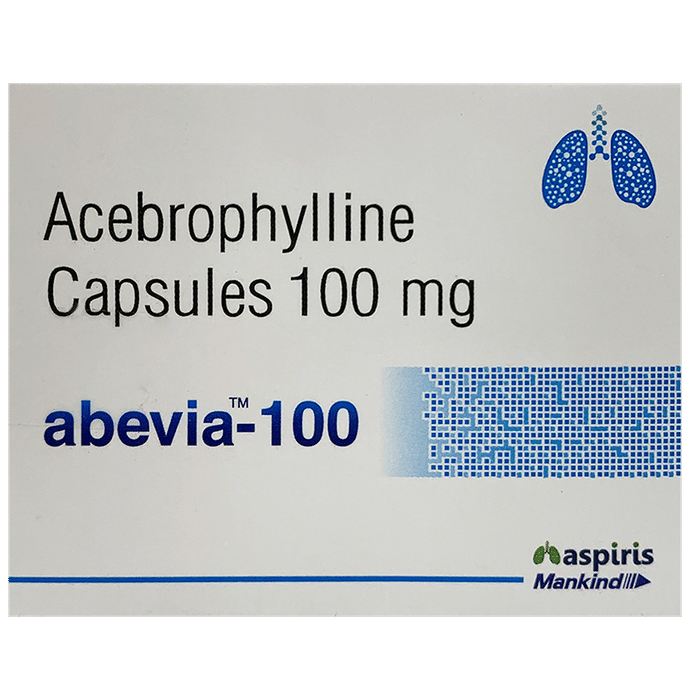 Acebrophylline
Capsules 100 mg
abevia™-100
aspiris
Mankind